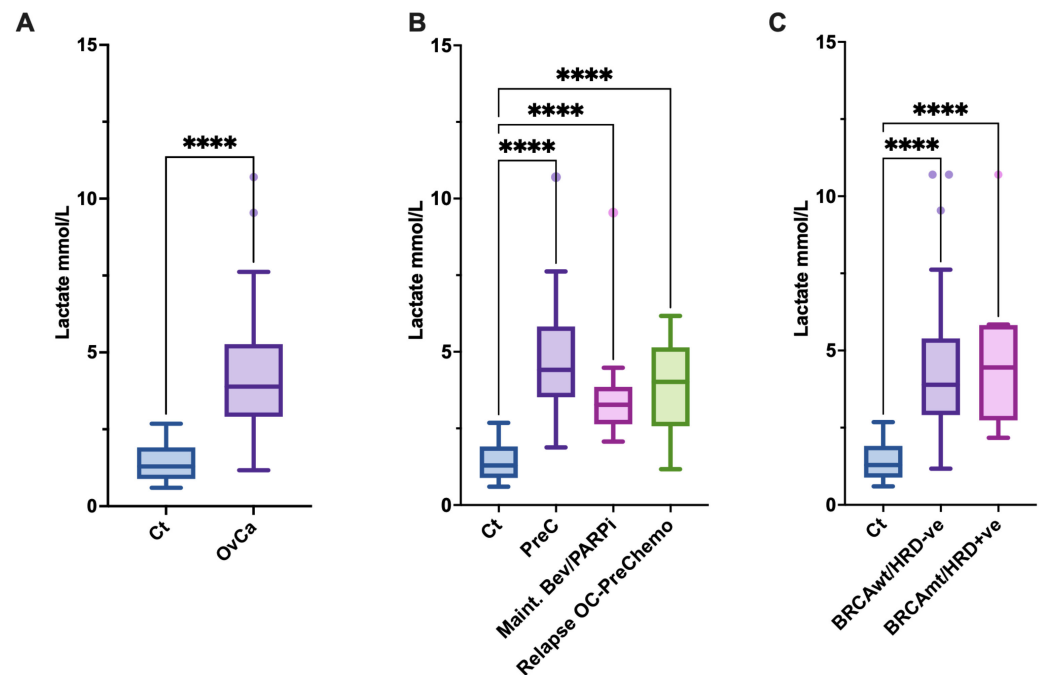 A
Lactate mmol/L
15
10
5
0
****
Ct
OvCa
B
Lactate mmol/L
15
10
5
0
****
****
****
Ct
PreC
Maint. Bev/PARPi
Relapse OC-PreChemo
C
Lactate mmol/L
15
10
5
0
****
****
Ct
BRCAwt/HRD-ve
BRCAmt/HRD+ve